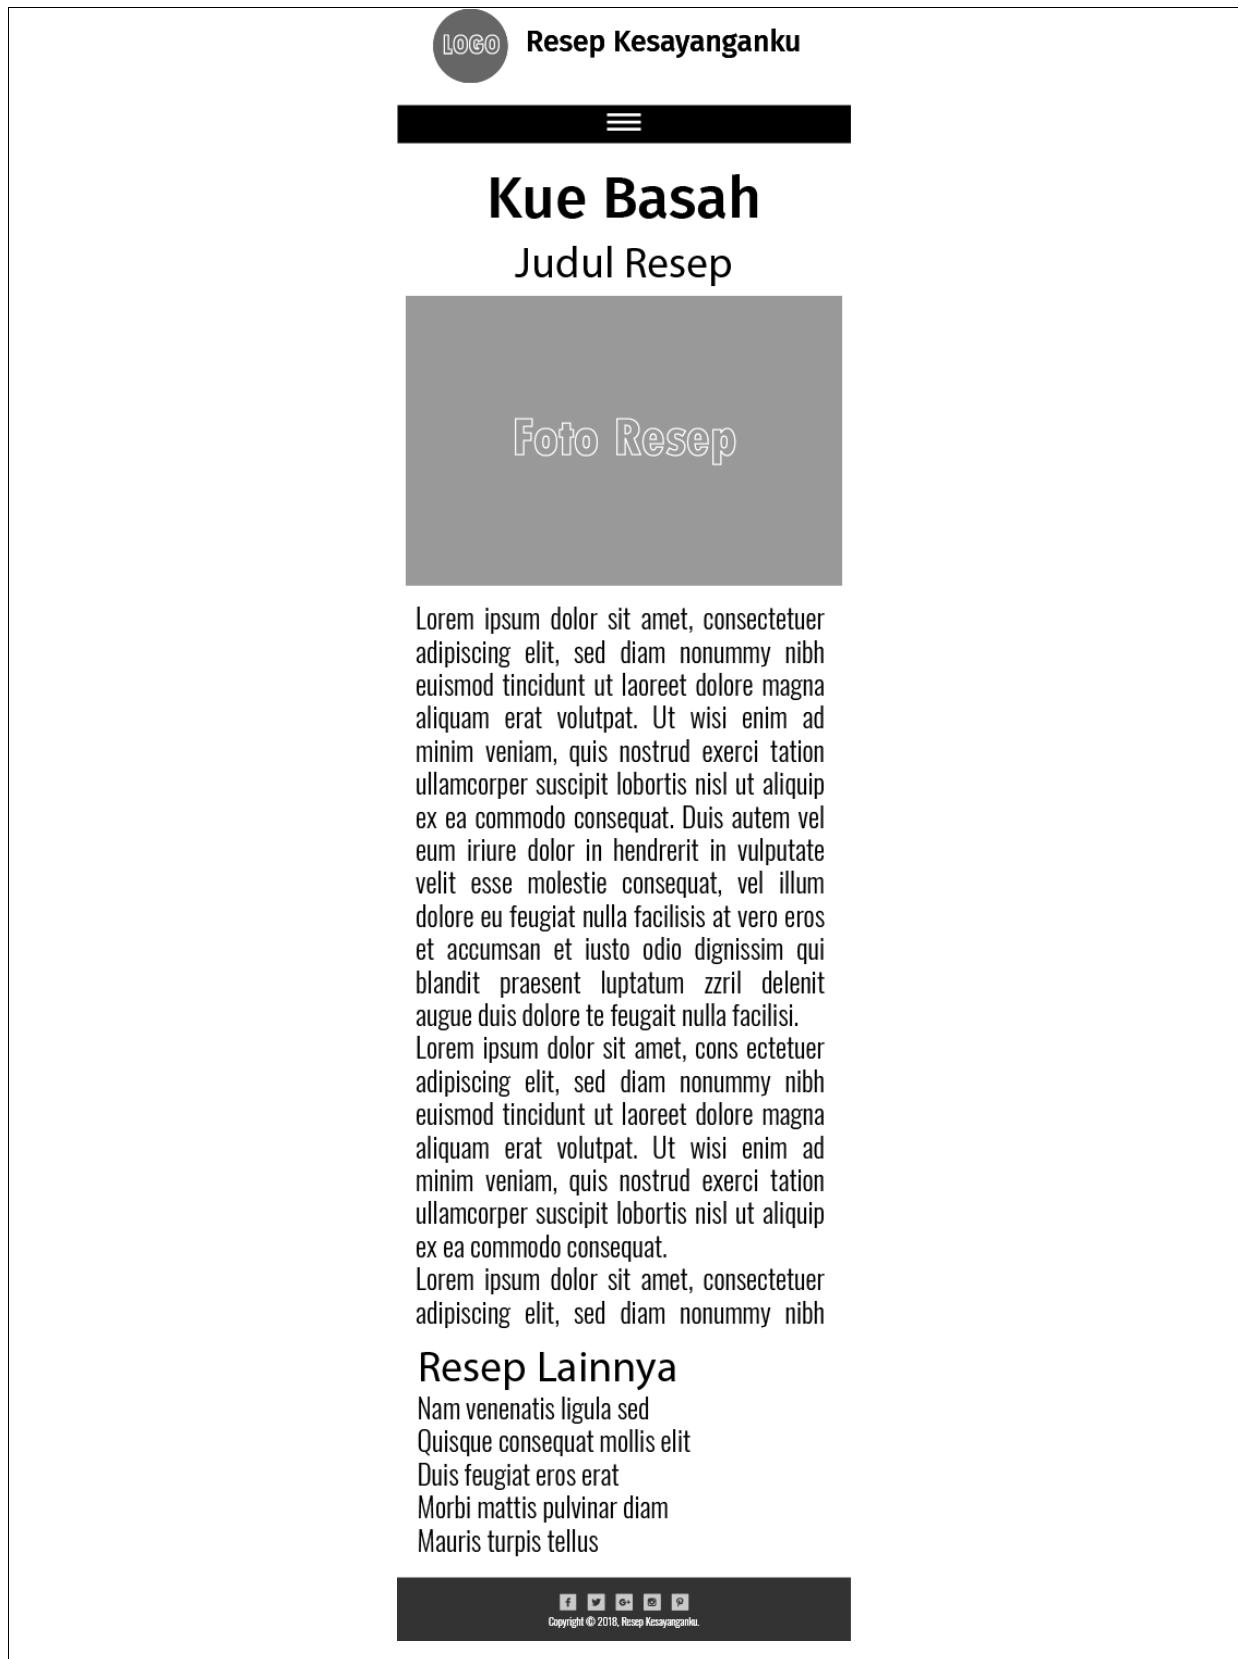 LOGO
Resep Kesayanganku
Kue Basah
Judul Resep
Foto Resep
Lorem ipsum dolor sit amet, consectetuer
adipiscing elit, sed diam nonummy nibh
euismod tincidunt ut laoreet dolore magna
aliquam erat volutpat. Ut wisi enim ad
minim veniam, quis nostrud exerci tation
ullamcorper suscipit lobortis nisl ut aliquip
ex ea commodo consequat. Duis autem vel
eum iriure dolor in hendrerit in vulputate
velit esse molestie consequat, vel illum
dolore eu feugiat nulla facilisis at vero eros
et accumsan et iusto odio dignissim qui
blandit praesent luptatum zzril delenit
augue duis dolore te feugait nulla facilisi.
Lorem ipsum dolor sit amet, cons ectetuer
adipiscing elit, sed diam nonummy nibh
euismod tincidunt ut laoreet dolore magna
aliquam erat volutpat. Ut wisi enim ad
minim veniam, quis nostrud exerci tation
ullamcorper suscipit lobortis nisl ut aliquip
ex ea commodo consequat.
Lorem ipsum dolor sit amet, consectetuer
adipiscing elit, sed diam nonummy nibh
Resep Lainnya
Nam venenatis ligula sed
Quisque consequat mollis elit
Duis feugiat eros erat
Morbi mattis pulvinar diam
Mauris turpis tellus
Copyright © 2018, Resep Kesayanganku.